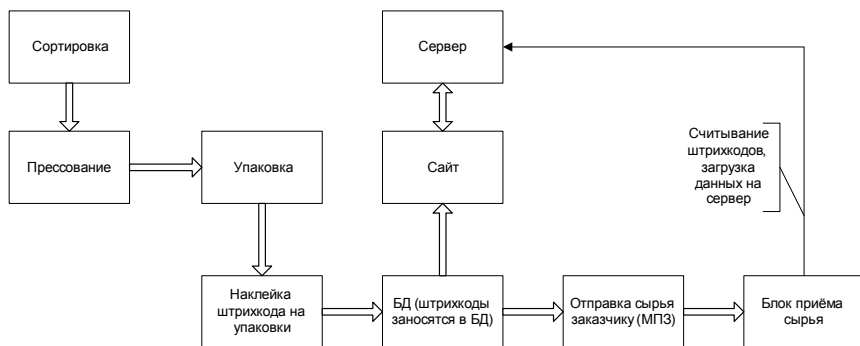 Сортировка
Сервер
Прессование
Упаковка
Сайт
Считывание
штрихкодов,
загрузка
данных на
сервер
Наклейка
штрихкода на
упаковки
БД (штрихкоды
заносятся в БД)
Отправка сырья
заказчику (МПЗ)
Блок приёма
сырья